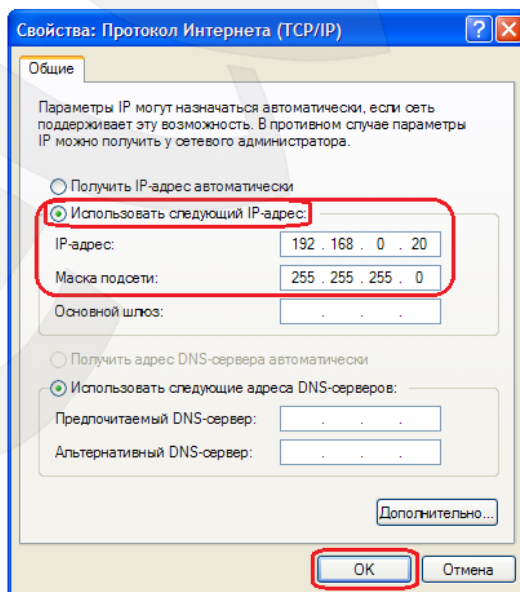 Свойства: Протокол Интернета (TCP/IP)
Общие
Параметры IP могут назначаться автоматически, если сеть
поддерживает эту возможность. В противном случае параметры
IP можно получить у сетевого администратора.
Получить IP-адрес автоматически
Использовать следующий IP-адрес:
IP-адрес: 192 . 168 . 0 . 20
Маска подсети: 255 . 255 . 255 . 0
Основной шлюз: . . .
Получить адрес DNS-сервера автоматически
Использовать следующие адреса DNS-серверов:
Предпочитаемый DNS-сервер: . . .
Альтернативный DNS-сервер: . . .
Дополнительно...
OK Отмена